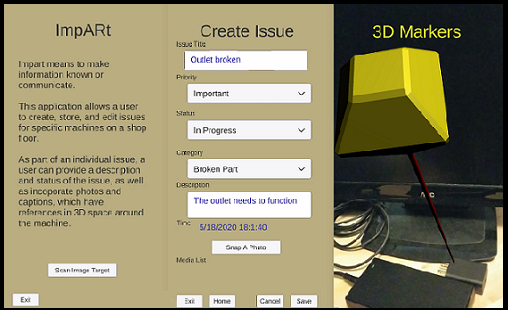 ImpARt
Impart means to make
information known or
communicate.
This application allows a user
to create, store, and edit issues
for specific machines on a shop
floor.
As part of an individual issue, a
user can provide a description
and status of the issue, as well
as incoperate photos and
captions, which have
references in 3D space around
the machine.
Scan Image Target
Exit
Create Issue
Issue Title
Outlet broken
Priority
Important
Status
In Progress
Category
Broken Part
Description
The outlet needs to function
Time
5/18/2020 18:1:40
Snap A Photo
Media List
Exit
Home
Cancel
Save
3D Markers